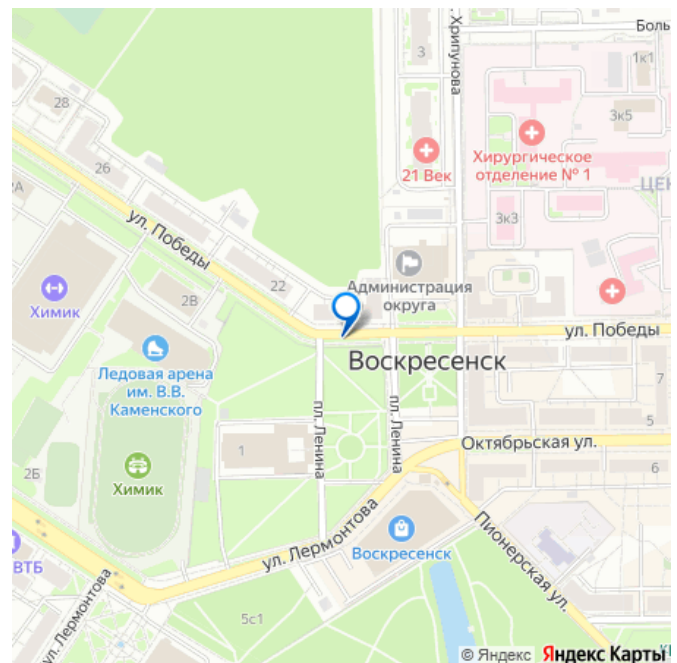 Боль
ул. Хрипунова
3
1к1
28
3к5
Хирургическое
отделение № 1
21 Век
26
ЦЕН
2А
ул. Победы
3к3
22
Администрация
округа
2В
Химик
ул. Победы
Воскресенск
Ледовая арена
им. В.В.
Каменского
7
пл. Ленина
пл. Ленина
5
1
Октябрьская ул.
6
2Б
Химик
ул. Лермонтова
Воскресенск
Пионерская ул.
ВТБ
ул. Лермонтова
5с1
© Яндекс Яндекс Карты